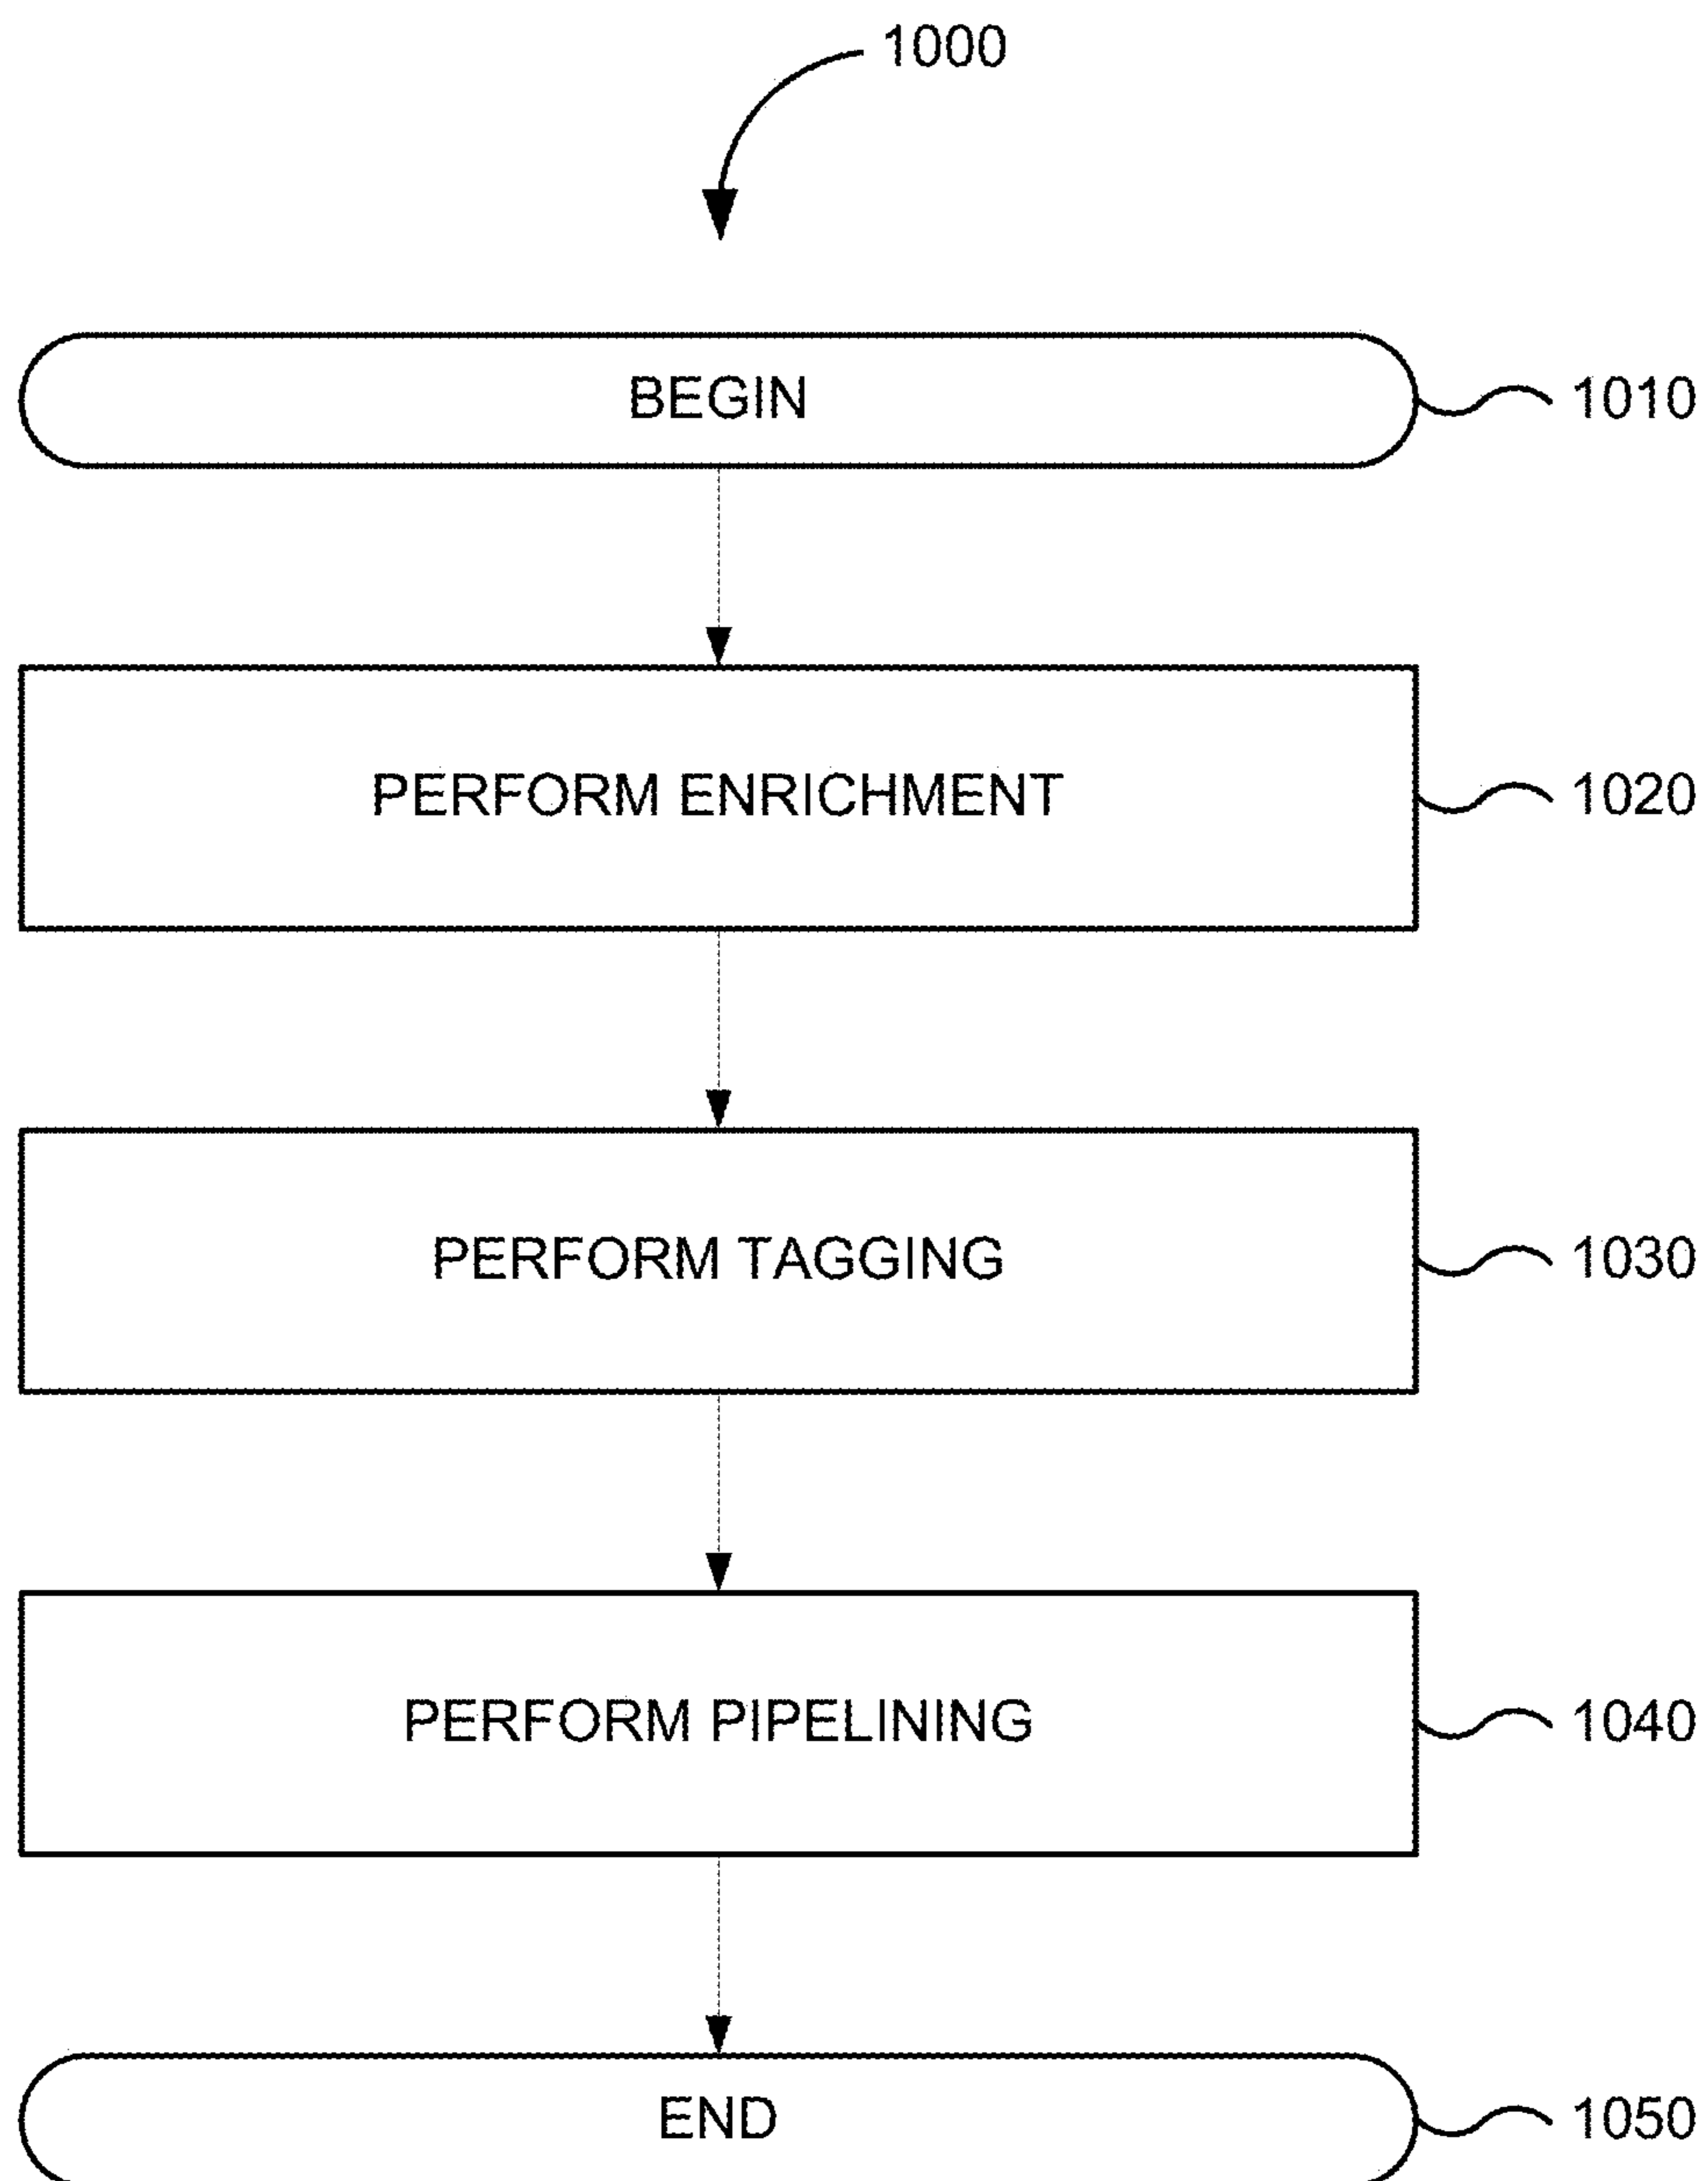 1000
BEGIN
1010
PERFORM ENRICHMENT
1020
PERFORM TAGGING
1030
PERFORM PIPELINING
1040
END
1050